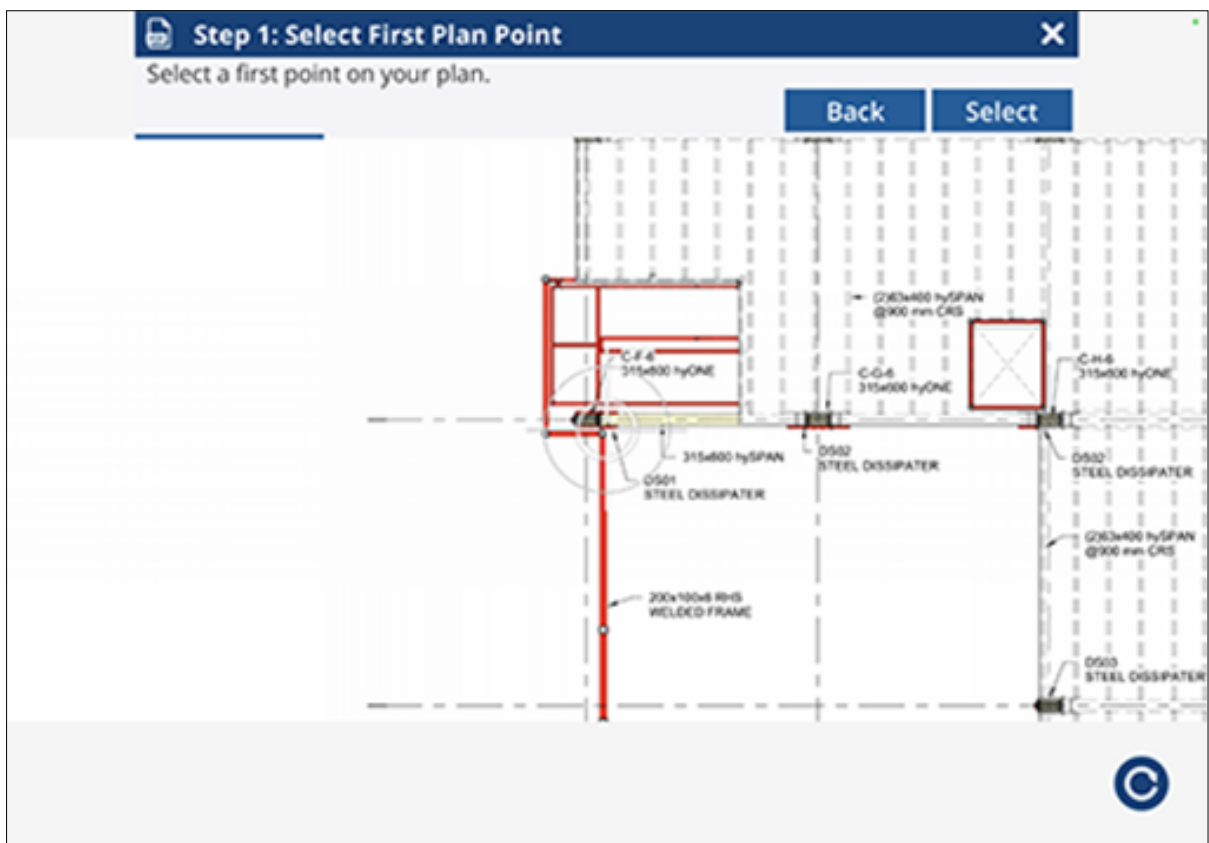 Step 1: Select First Plan Point
Select a first point on your plan.
Back
Select
(2)63x400 hySPAN
@900 mm CRS
C-F-6
315x600 hyONE
C-G-6
315x600 hyONE
C-H-6
315x600 hyONE
315x600 hySPAN
DS02
STEEL DISSIPATER
DS02
STEEL DISSIPATER
DS01
STEEL DISSIPATER
(2)63x400 hySPAN
@900 mm CRS
200x100x6 RHS
WELDED FRAME
DS03
STEEL DISSIPATER